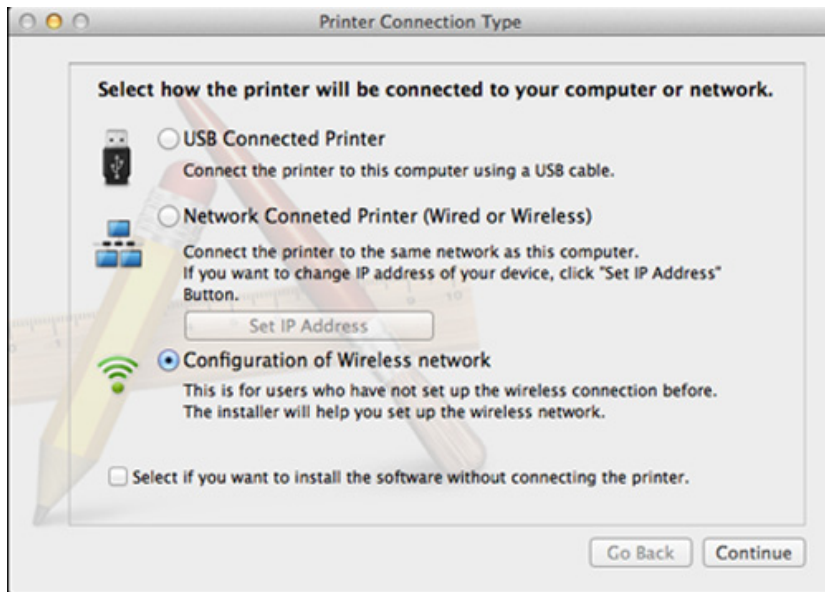 Printer Connection Type
Select how the printer will be connected to your computer or network.
USB Connected Printer
Connect the printer to this computer using a USB cable.
Network Conneted Printer (Wired or Wireless)
Connect the printer to the same network as this computer.
If you want to change IP address of your device, click "Set IP Address"
Button.
Set IP Address
Configuration of Wireless network
This is for users who have not set up the wireless connection before.
The installer will help you set up the wireless network.
Select if you want to install the software without connecting the printer.
Go Back
Continue